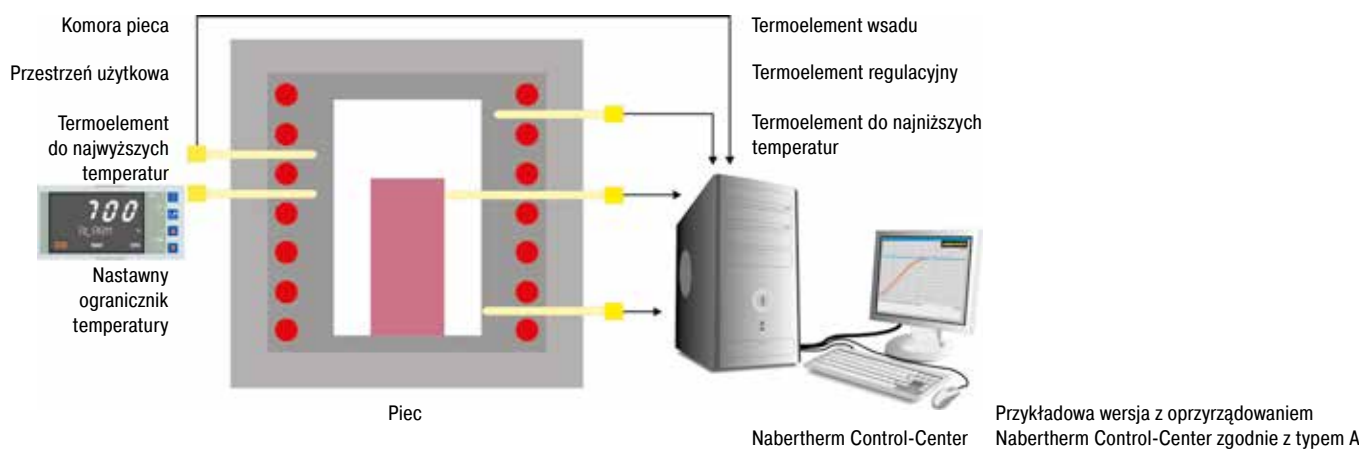 Komora pieca
Termoelement wsadu
Przestrzeń użytkowa
Termoelement regulacyjny
Termoelement
do najwyższych
temperatur
Termoelement do najniższych
temperatur
700
Nastawny
ogranicznik
temperatury
Piec
Nabertherm Control-Center
Przykładowa wersja z oprzyrządowaniem
Nabertherm Control-Center zgodnie z typem A